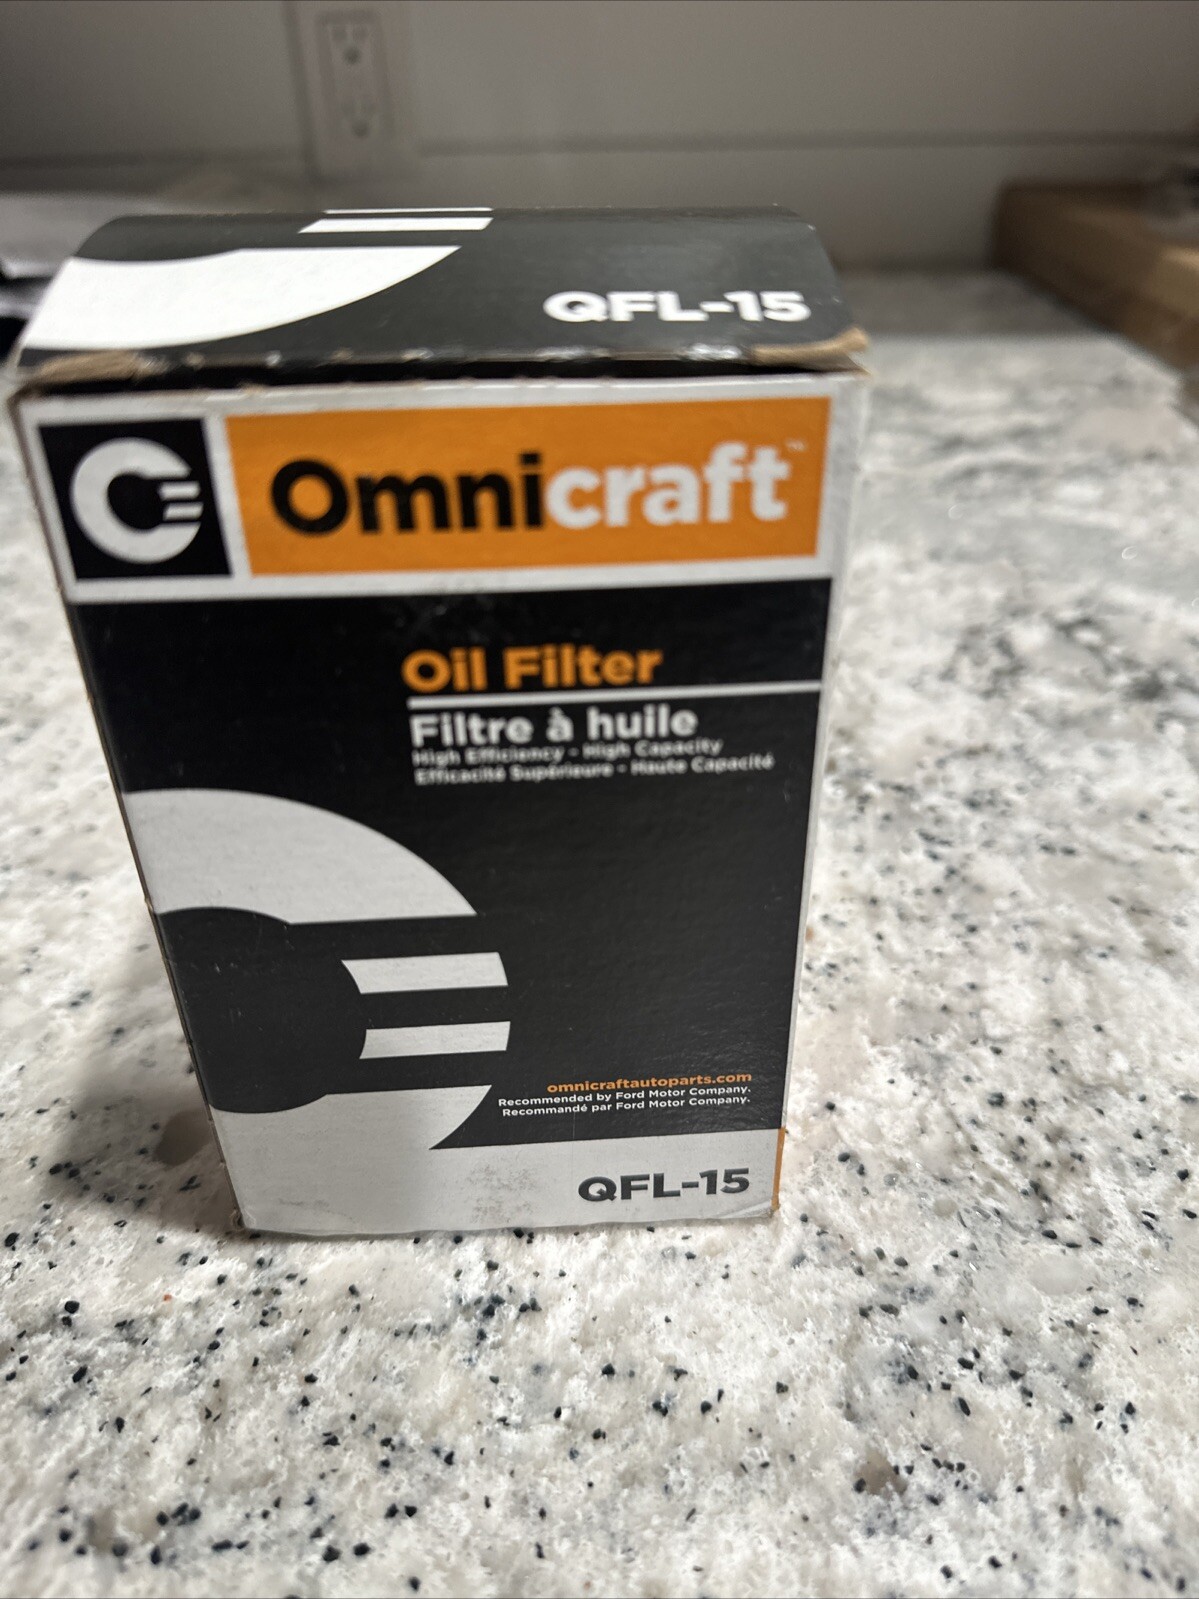 QFL-15
Omnicraft™
Oil Filter
Filtre à huile
High Efficiency - High Capacity
Efficacité Supérieure - Haute Capacité
omnicraftautoparts.com
Recommended by Ford Motor Company.
Recommandé par Ford Motor Company.
QFL-15